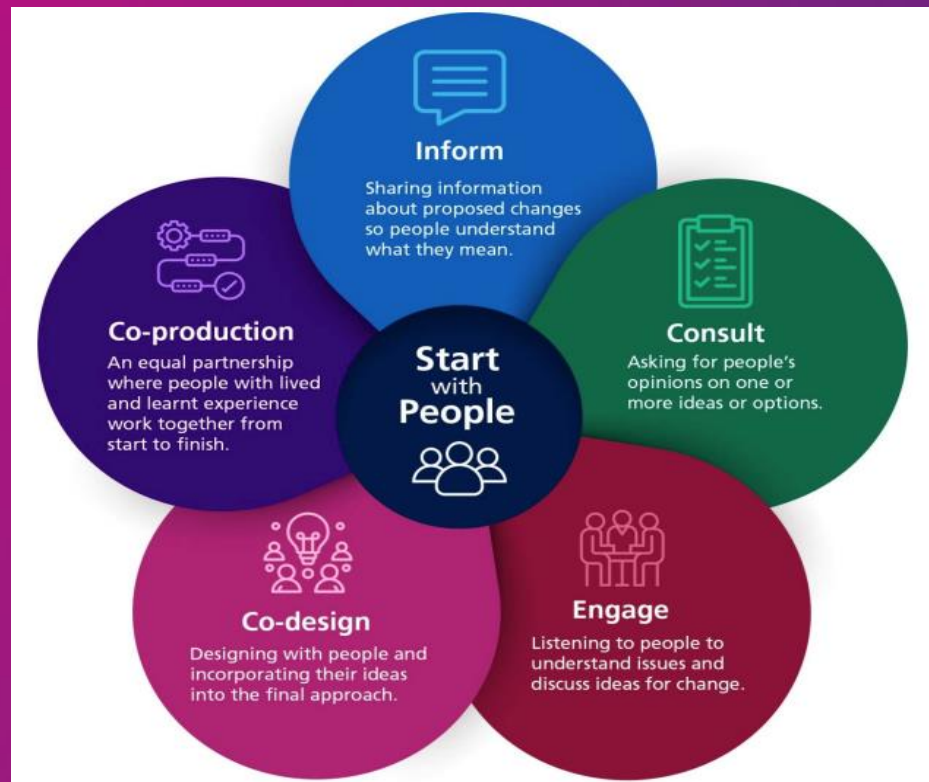 Inform
Sharing information
about proposed changes
so people understand
what they mean.
Consult
Asking for people's
opinions on one or
more ideas or options.
Engage
Listening to people to
understand issues and
discuss ideas for change.
Co-design
Designing with people and
incorporating their ideas
into the final approach.
Co-production
An equal partnership
where people with lived
and learnt experience
work together from
start to finish.
Start
with
People